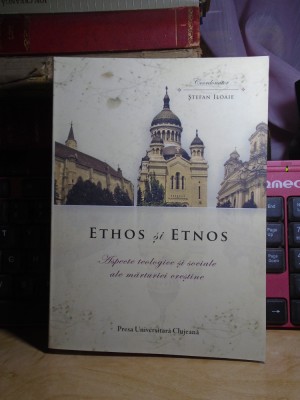 Coordonator
ȘTEFAN ILOAIE
ETHOS și ETNOS
Aspecte teologice și sociale
ale mărturiei creștine
Presa Universitară Clujeană